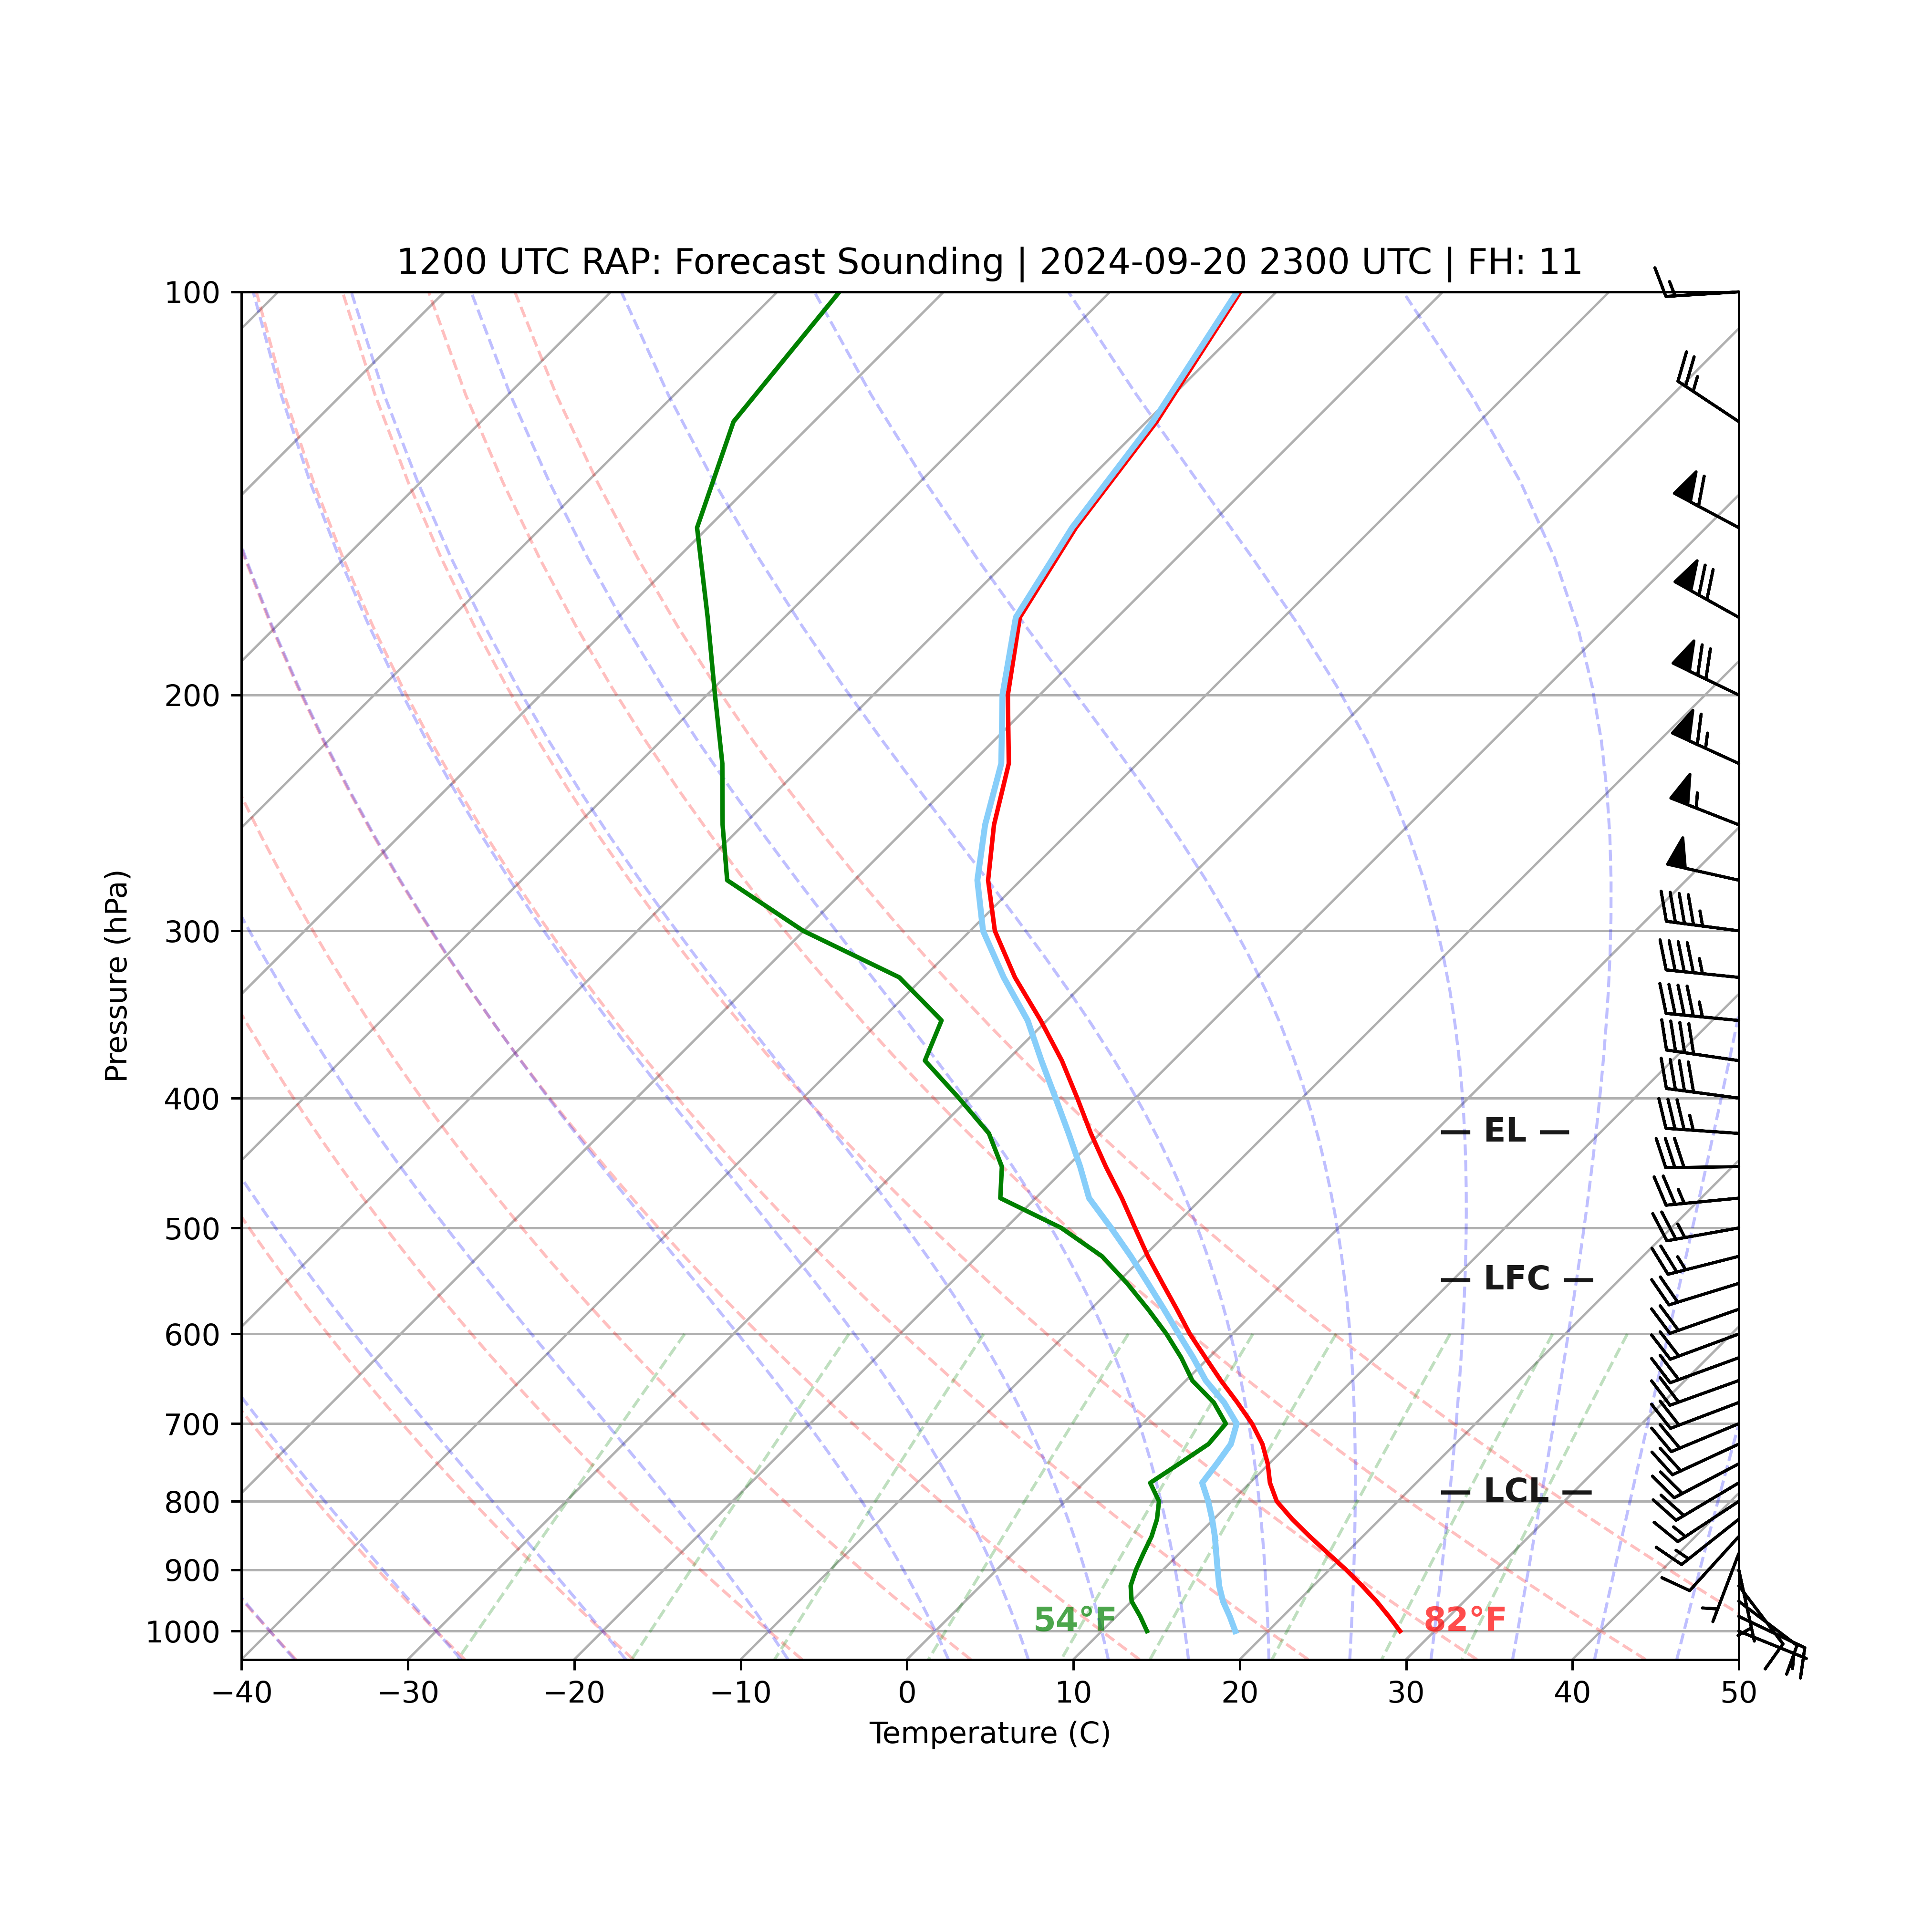 1200 UTC RAP: Forecast Sounding | 2024-09-20 2300 UTC | FH: 11
100
200
300
400
500
600
700
800
900
1000
Pressure (hPa)
— EL —
— LFC —
— LCL —
54°F
82°F
−40 −30 −20 −10 0 10 20 30 40 50
Temperature (C)